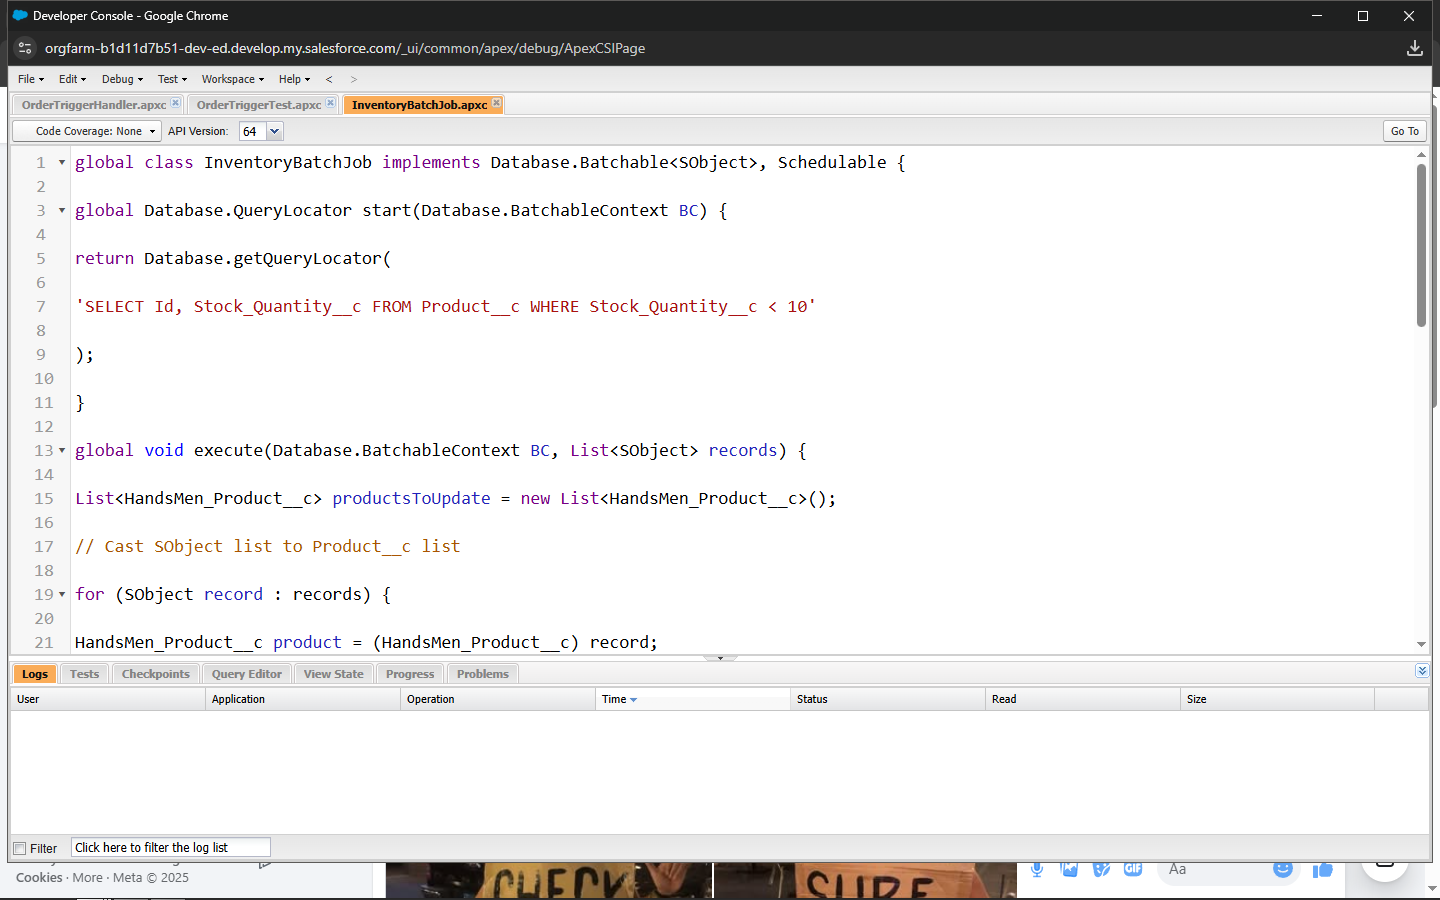 Developer Console - Google Chrome
orgfarm-b1d11d7b51-dev-ed.develop.my.salesforce.com/_ui/common/apex/debug/ApexCSIPage
File Edit Debug Test Workspace Help < >
OrderTriggerHandler.apxc OrderTriggerTest.apxc InventoryBatchJob.apxc
Code Coverage: None API Version: 64 Go To
1 global class InventoryBatchJob implements Database.Batchable<SObject>, Schedulable {
2
3 global Database.QueryLocator start(Database.BatchableContext BC) {
4
5 return Database.getQueryLocator(
6
7 'SELECT Id, Stock_Quantity__c FROM Product__c WHERE Stock_Quantity__c < 10'
8
9 );
10
11 }
12
13 global void execute(Database.BatchableContext BC, List<SObject> records) {
14
15 List<HandsMen_Product__c> productsToUpdate = new List<HandsMen_Product__c>();
16
17 // Cast SObject list to Product__c list
18
19 for (SObject record : records) {
20
21 HandsMen_Product__c product = (HandsMen_Product__c) record;
Logs Tests Checkpoints Query Editor View State Progress Problems
User Application Operation Time Status Read Size
Filter Click here to filter the log list
Cookies · More · Meta © 2025
CHECK
SURE
GIF
Aa